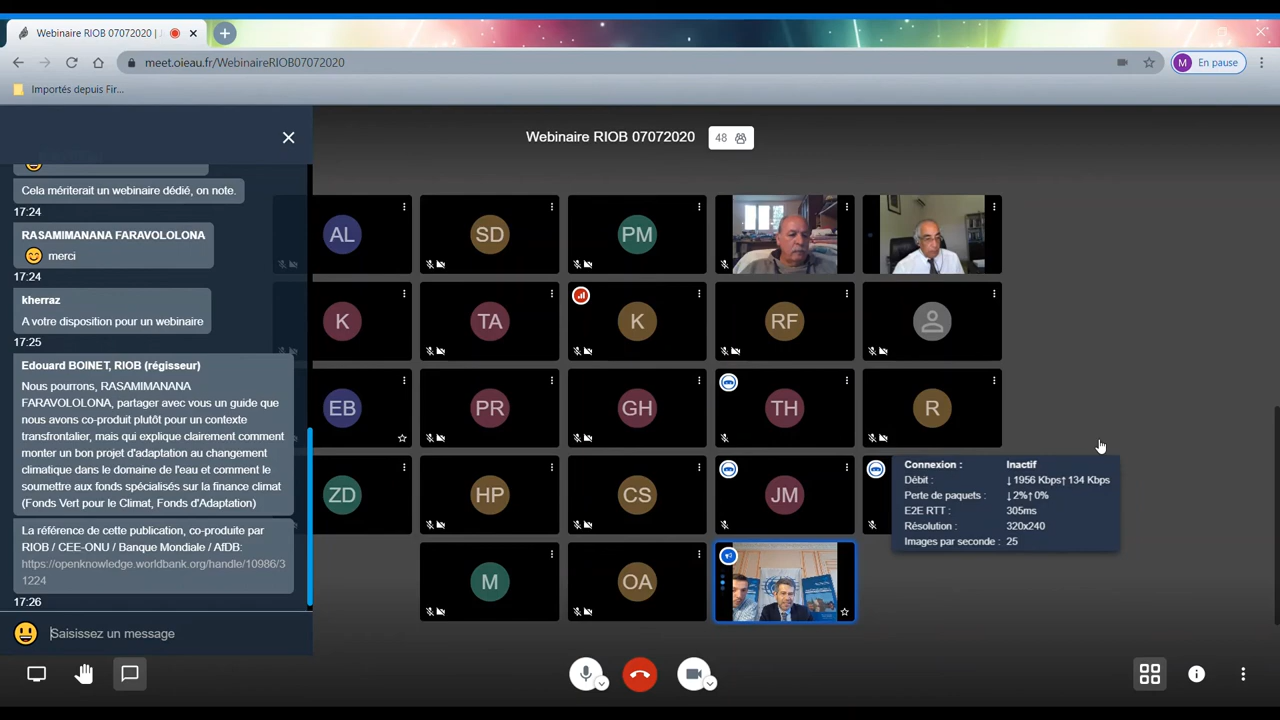 Webinaire RIOB 07072020 |
meet.oieau.fr/WebinaireRIOB07072020
M
En pause
Importés depuis Fir...
Webinaire RIOB 07072020
48
Cela mériterait un webinaire dédié, on note.
17:24
RASAMIMANANA FARAVOLOLONA
merci
17:24
kherraz
A votre disposition pour un webinaire
17:25
Edouard BOINET, RIOB (régisseur)
Nous pourrons, RASAMIMANANA
FARAVOLOLONA, partager avec vous un guide que
nous avons co-produit plutôt pour un contexte
transfrontalier, mais qui explique clairement comment
monter un bon projet d'adaptation au changement
climatique dans le domaine de l'eau et comment le
soumettre aux fonds spécialisés sur la finance climat
(Fonds Vert pour le Climat, Fonds d'Adaptation)
La référence de cette publication, co-produite par
RIOB / CEE-ONU / Banque Mondiale / AfDB:
https://openknowledge.worldbank.org/handle/10986/3
1224
17:26
Saisissez un message
AL
SD
PM
K
TA
K
RF
EB
PR
GH
TH
R
ZD
HP
CS
JM
M
OA
Connexion : Inactif
Débit : ↓1956 Kbps↑134 Kbps
Perte de paquets : ↓2%↑0%
E2E RTT : 305ms
Résolution : 320x240
Images par seconde : 25